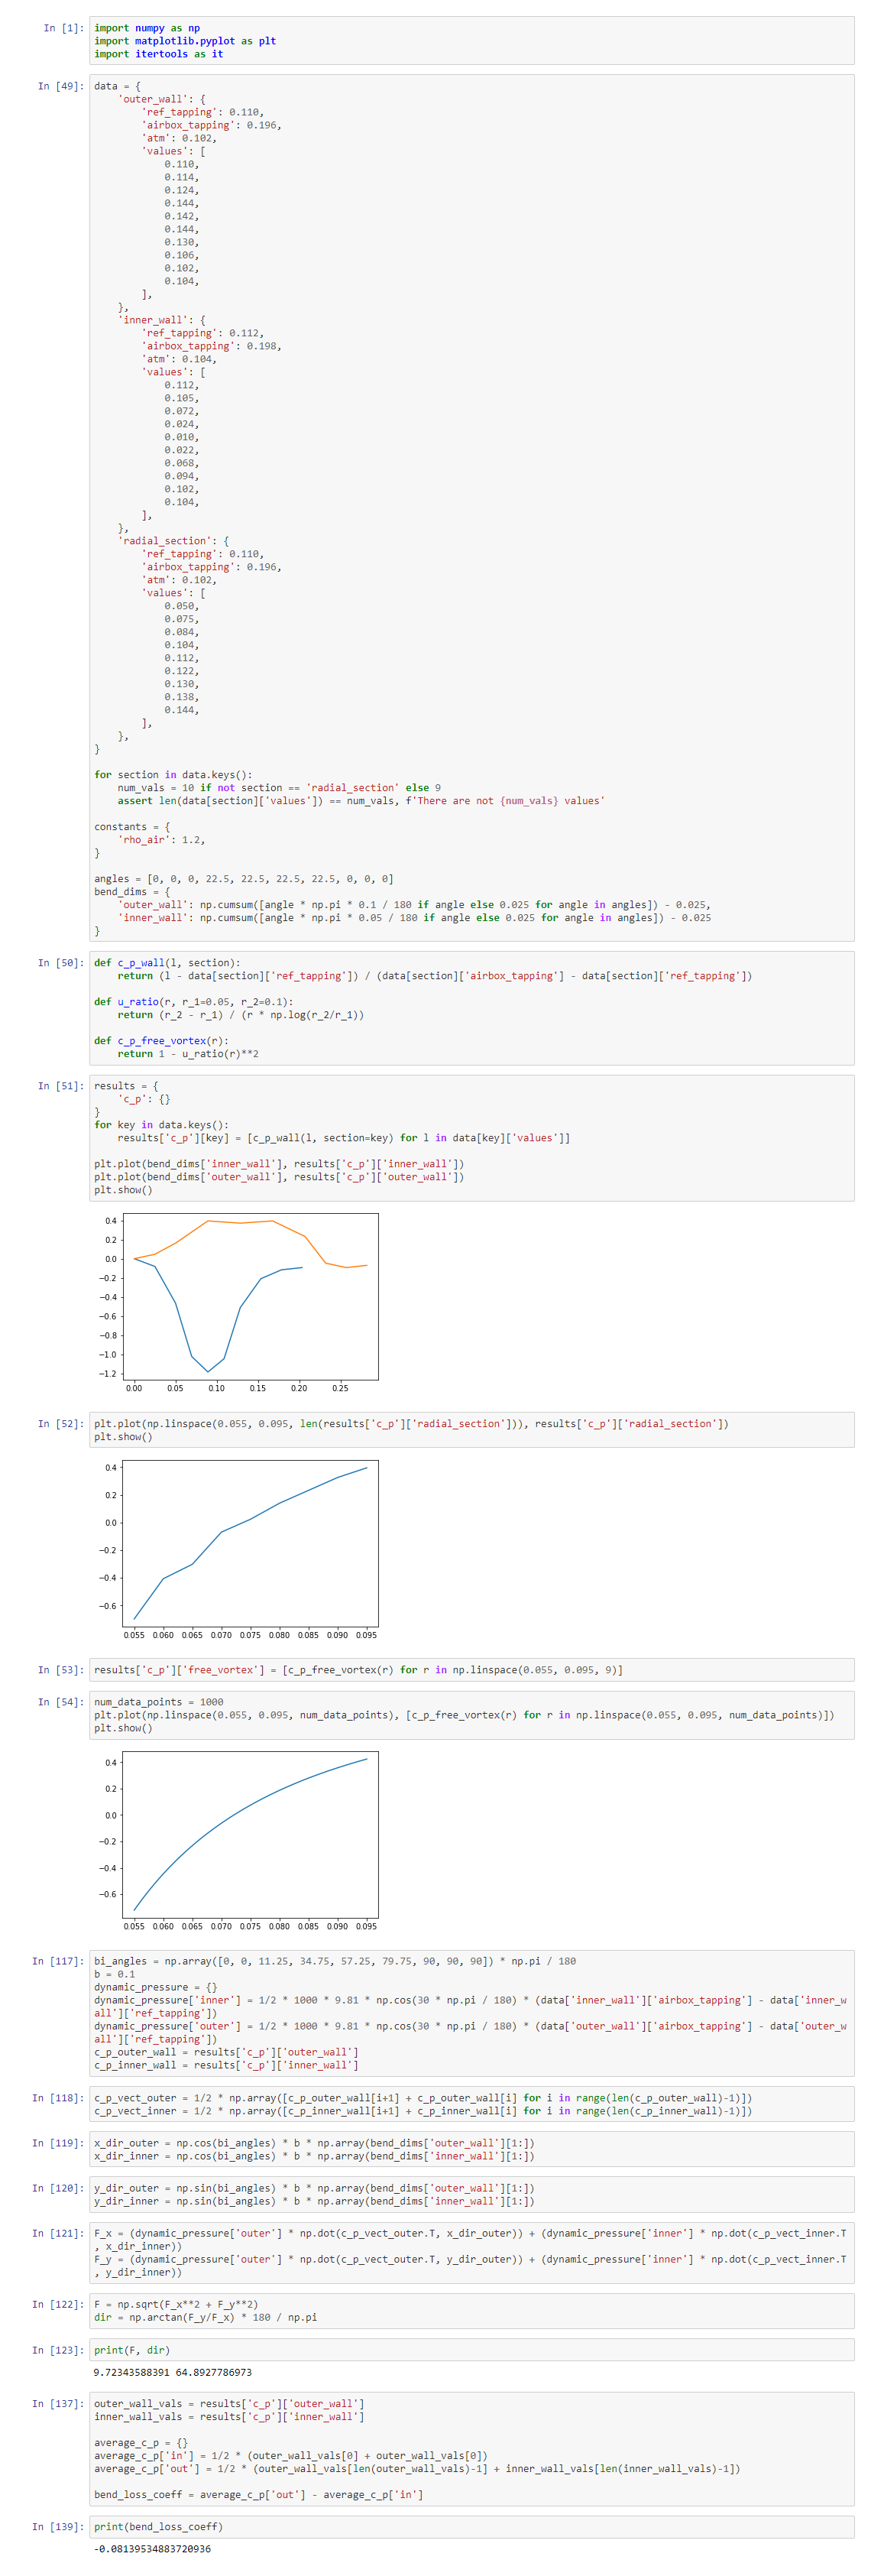 In [1]: import numpy as np
import matplotlib.pyplot as plt
import itertools as it
In [49]: data = {
    'outer_wall': {
        'ref_tapping': 0.110,
        'airbox_tapping': 0.196,
        'atm': 0.102,
        'values': [
            0.110,
            0.114,
            0.124,
            0.144,
            0.142,
            0.144,
            0.130,
            0.106,
            0.102,
            0.104,
        ],
    },
    'inner_wall': {
        'ref_tapping': 0.112,
        'airbox_tapping': 0.198,
        'atm': 0.104,
        'values': [
            0.112,
            0.105,
            0.072,
            0.024,
            0.010,
            0.022,
            0.068,
            0.094,
            0.102,
            0.104,
        ],
    },
    'radial_section': {
        'ref_tapping': 0.110,
        'airbox_tapping': 0.196,
        'atm': 0.102,
        'values': [
            0.050,
            0.075,
            0.084,
            0.104,
            0.112,
            0.122,
            0.130,
            0.138,
            0.144,
        ],
    },
}
for section in data.keys():
    num_vals = 10 if not section == 'radial_section' else 9
    assert len(data[section]['values']) == num_vals, f'There are not {num_vals} values'
constants = {
    'rho_air': 1.2,
}
angles = [0, 0, 0, 22.5, 22.5, 22.5, 22.5, 0, 0, 0]
bend_dims = {
    'outer_wall': np.cumsum([angle * np.pi * 0.1 / 180 if angle else 0.025 for angle in angles]) - 0.025,
    'inner_wall': np.cumsum([angle * np.pi * 0.05 / 180 if angle else 0.025 for angle in angles]) - 0.025
}
In [50]: def c_p_wall(l, section):
    return (l - data[section]['ref_tapping']) / (data[section]['airbox_tapping'] - data[section]['ref_tapping'])
def u_ratio(r, r_1=0.05, r_2=0.1):
    return (r_2 - r_1) / (r * np.log(r_2/r_1))
def c_p_free_vortex(r):
    return 1 - u_ratio(r)**2
In [51]: results = {
    'c_p': {}
}
for key in data.keys():
    results['c_p'][key] = [c_p_wall(l, section=key) for l in data[key]['values']]
plt.plot(bend_dims['inner_wall'], results['c_p']['inner_wall'])
plt.plot(bend_dims['outer_wall'], results['c_p']['outer_wall'])
plt.show()
0.4
0.2
0.0
−0.2
−0.4
−0.6
−0.8
−1.0
−1.2
0.00 0.05 0.10 0.15 0.20 0.25
In [52]: plt.plot(np.linspace(0.055, 0.095, len(results['c_p']['radial_section'])), results['c_p']['radial_section'])
plt.show()
0.4
0.2
0.0
−0.2
−0.4
−0.6
0.055 0.060 0.065 0.070 0.075 0.080 0.085 0.090 0.095
In [53]: results['c_p']['free_vortex'] = [c_p_free_vortex(r) for r in np.linspace(0.055, 0.095, 9)]
In [54]: num_data_points = 1000
plt.plot(np.linspace(0.055, 0.095, num_data_points), [c_p_free_vortex(r) for r in np.linspace(0.055, 0.095, num_data_points)])
plt.show()
0.4
0.2
0.0
−0.2
−0.4
−0.6
0.055 0.060 0.065 0.070 0.075 0.080 0.085 0.090 0.095
In [117]: bi_angles = np.array([0, 0, 11.25, 34.75, 57.25, 79.75, 90, 90, 90]) * np.pi / 180
b = 0.1
dynamic_pressure = {}
dynamic_pressure['inner'] = 1/2 * 1000 * 9.81 * np.cos(30 * np.pi / 180) * (data['inner_wall']['airbox_tapping'] - data['inner_w
all']['ref_tapping'])
dynamic_pressure['outer'] = 1/2 * 1000 * 9.81 * np.cos(30 * np.pi / 180) * (data['outer_wall']['airbox_tapping'] - data['outer_w
all']['ref_tapping'])
c_p_outer_wall = results['c_p']['outer_wall']
c_p_inner_wall = results['c_p']['inner_wall']
In [118]: c_p_vect_outer = 1/2 * np.array([c_p_outer_wall[i+1] + c_p_outer_wall[i] for i in range(len(c_p_outer_wall)-1)])
c_p_vect_inner = 1/2 * np.array([c_p_inner_wall[i+1] + c_p_inner_wall[i] for i in range(len(c_p_inner_wall)-1)])
In [119]: x_dir_outer = np.cos(bi_angles) * b * np.array(bend_dims['outer_wall'][1:])
x_dir_inner = np.cos(bi_angles) * b * np.array(bend_dims['inner_wall'][1:])
In [120]: y_dir_outer = np.sin(bi_angles) * b * np.array(bend_dims['outer_wall'][1:])
y_dir_inner = np.sin(bi_angles) * b * np.array(bend_dims['inner_wall'][1:])
In [121]: F_x = (dynamic_pressure['outer'] * np.dot(c_p_vect_outer.T, x_dir_outer)) + (dynamic_pressure['inner'] * np.dot(c_p_vect_inner.T
, x_dir_inner))
F_y = (dynamic_pressure['outer'] * np.dot(c_p_vect_outer.T, y_dir_outer)) + (dynamic_pressure['inner'] * np.dot(c_p_vect_inner.T
, y_dir_inner))
In [122]: F = np.sqrt(F_x**2 + F_y**2)
dir = np.arctan(F_y/F_x) * 180 / np.pi
In [123]: print(F, dir)
9.72343588391 64.8927786973
In [137]: outer_wall_vals = results['c_p']['outer_wall']
inner_wall_vals = results['c_p']['inner_wall']
average_c_p = {}
average_c_p['in'] = 1/2 * (outer_wall_vals[0] + outer_wall_vals[0])
average_c_p['out'] = 1/2 * (outer_wall_vals[len(outer_wall_vals)-1] + inner_wall_vals[len(inner_wall_vals)-1])
bend_loss_coeff = average_c_p['out'] - average_c_p['in']
In [139]: print(bend_loss_coeff)
-0.08139534883720936